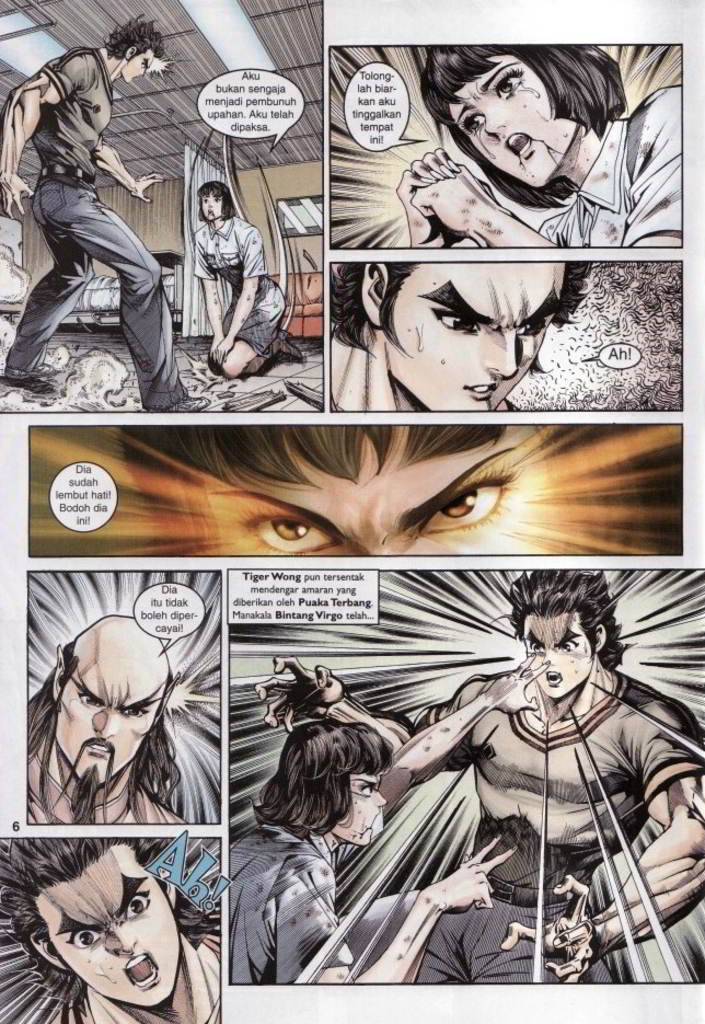 Aku
bukan sengaja
menjadi pembunuh
upahan. Aku telah
dipaksa.
Tolong-
lah biar-
kan aku
tinggalkan
tempat
ini!
Ah!
Dia
sudah
lembut hati!
Bodoh dia
ini!
Dia
itu tidak
boleh diper-
cayai!
Tiger Wong pun tersentak
mendengar amaran yang
diberikan oleh Puaka Terbang.
Manakala Bintang Virgo telah...
Ah!
6